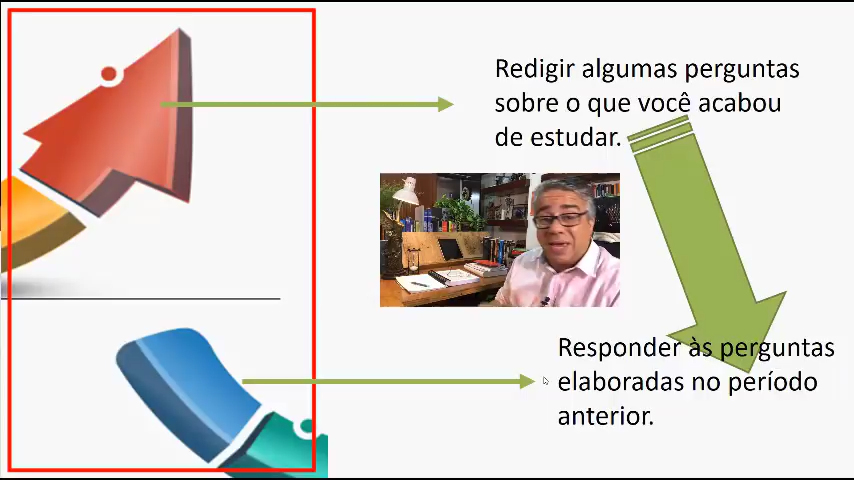 Redigir algumas perguntas
sobre o que você acabou
de estudar.
Responder às perguntas
elaboradas no período
anterior.